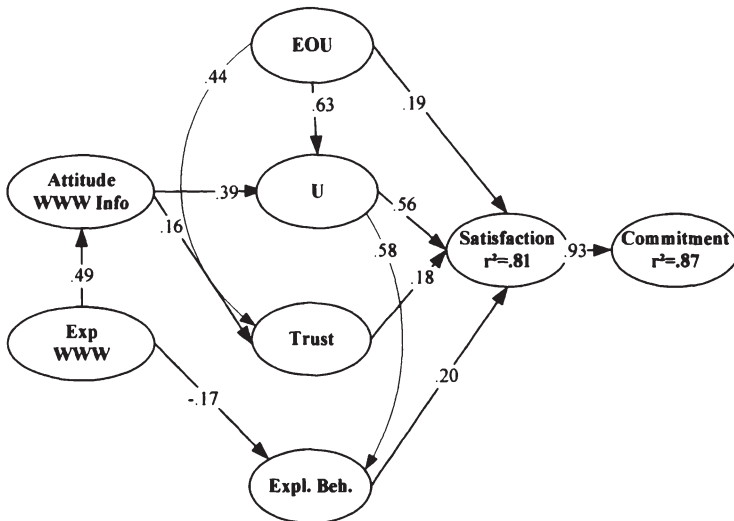 EOU
.44
.63
.19
Attitude
WWW Info
.39
U
.16
.56
.58
Satisfaction
r²=.81
.93
Commitment
r²=.87
.49
.18
Exp
WWW
Trust
-.17
.20
Expl. Beh.